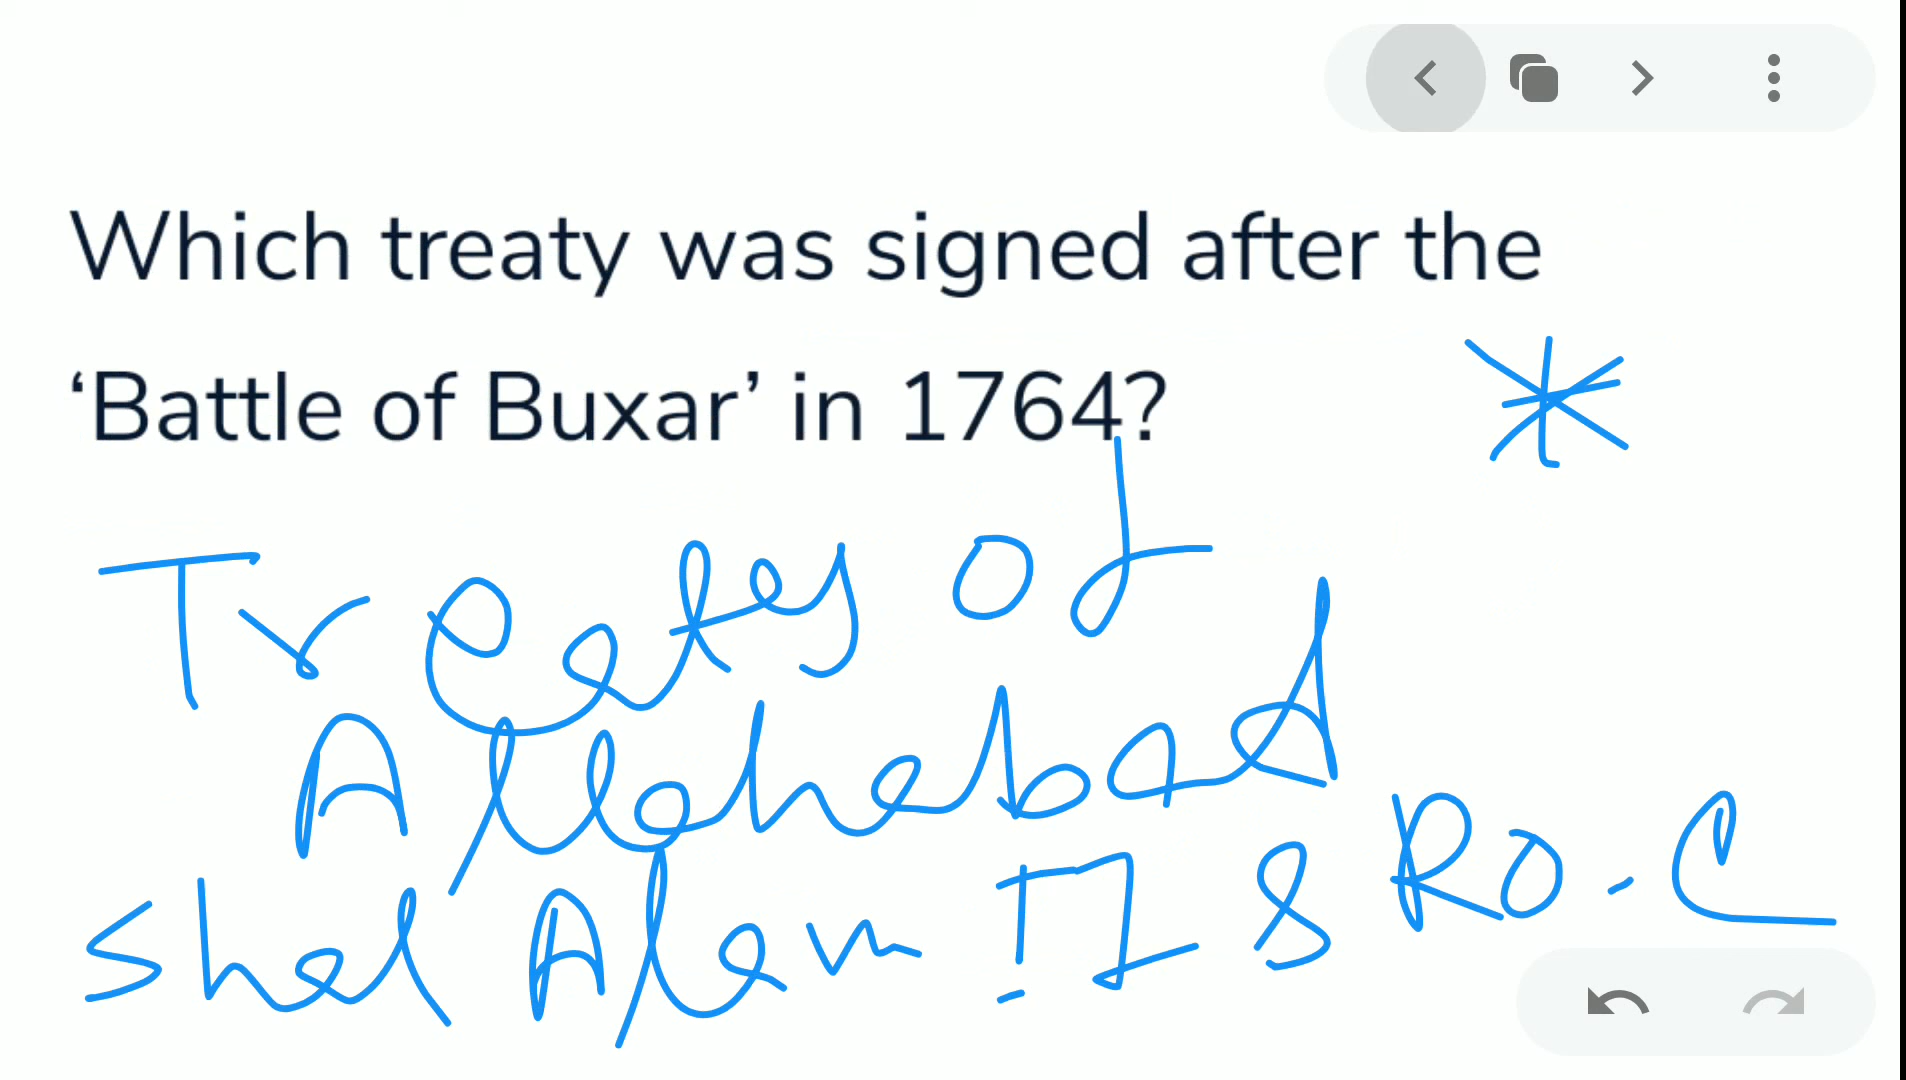 Which treaty was signed after the
‘Battle of Buxar’ in 1764?
Treaty of
Allahabad
Shah Alam II & Ro. C